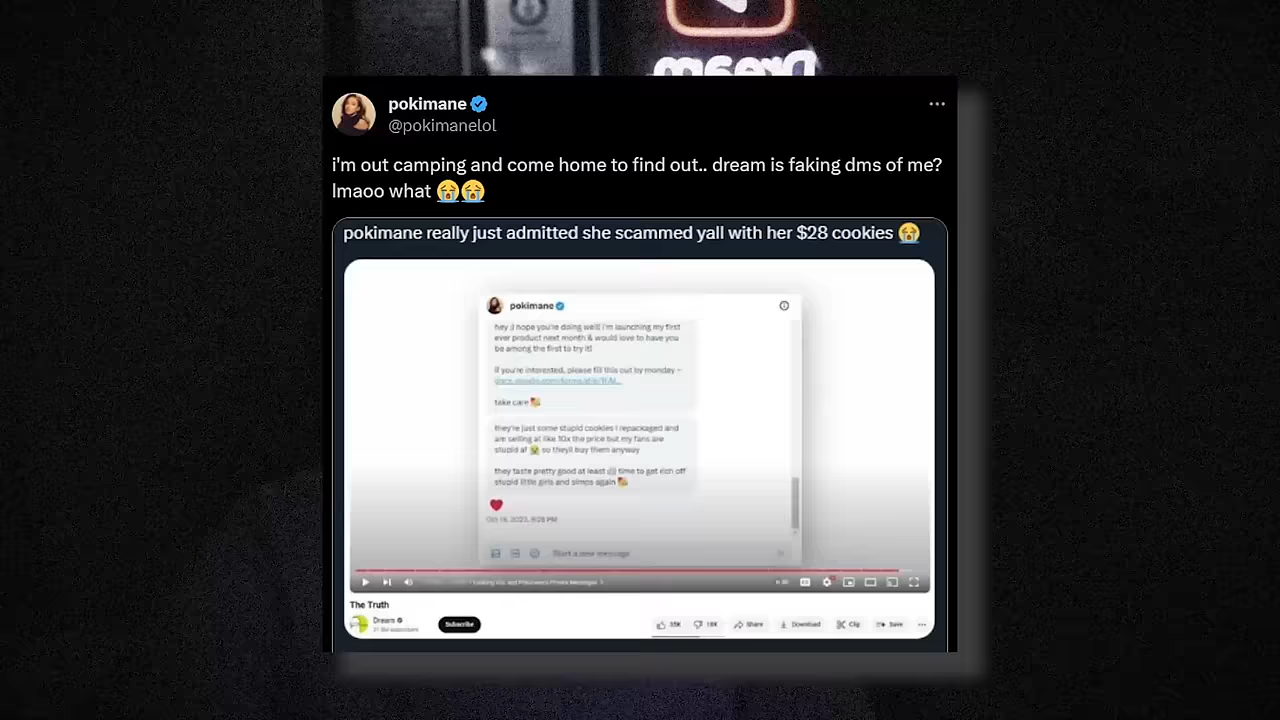 Dream
pokimane
@pokimanelol
i'm out camping and come home to find out.. dream is faking dms of me?
lmaoo what 😭😭
pokimane really just admitted she scammed yall with her $28 cookies 😭
pokimane
hey :) hope you're doing well! i'm launching my first
ever product next month & would love to have you
be among the first to try it!
if you're interested, please fill this out by monday -
take care 🥰
they're just some stupid cookies I repackaged and
are selling at like 10x the price but my fans are
stupid af 😭 so theyll buy them anyway
they taste pretty good at least time to get rich off
stupid little girls and simps again 🥰
❤️
Start a new message
The Truth
Dream
Subscribe
Share
Download
Clip
Save